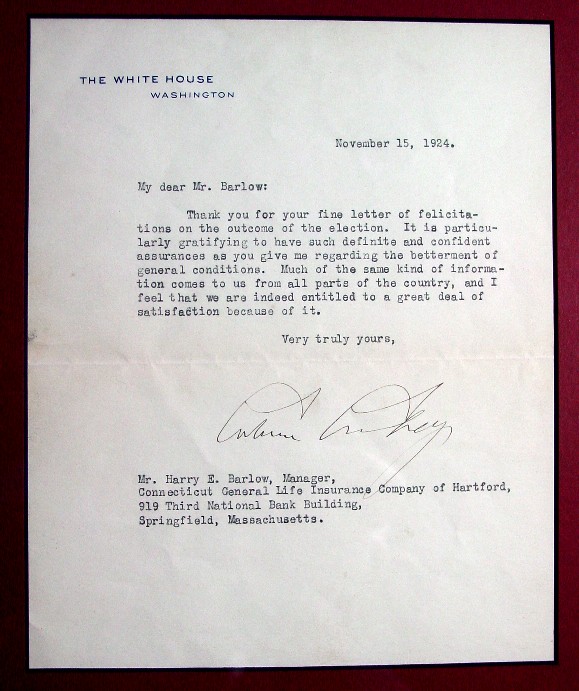 THE WHITE HOUSE
WASHINGTON
November 15, 1924.
My dear Mr. Barlow:
Thank you for your fine letter of felicita-
tions on the outcome of the election. It is particu-
larly gratifying to have such definite and confident
assurances as you give me regarding the betterment of
general conditions. Much of the same kind of informa-
tion comes to us from all parts of the country, and I
feel that we are indeed entitled to a great deal of
satisfaction because of it.
Very truly yours,
Calvin Coolidge
Mr. Harry E. Barlow, Manager,
Connecticut General Life Insurance Company of Hartford,
919 Third National Bank Building,
Springfield, Massachusetts.